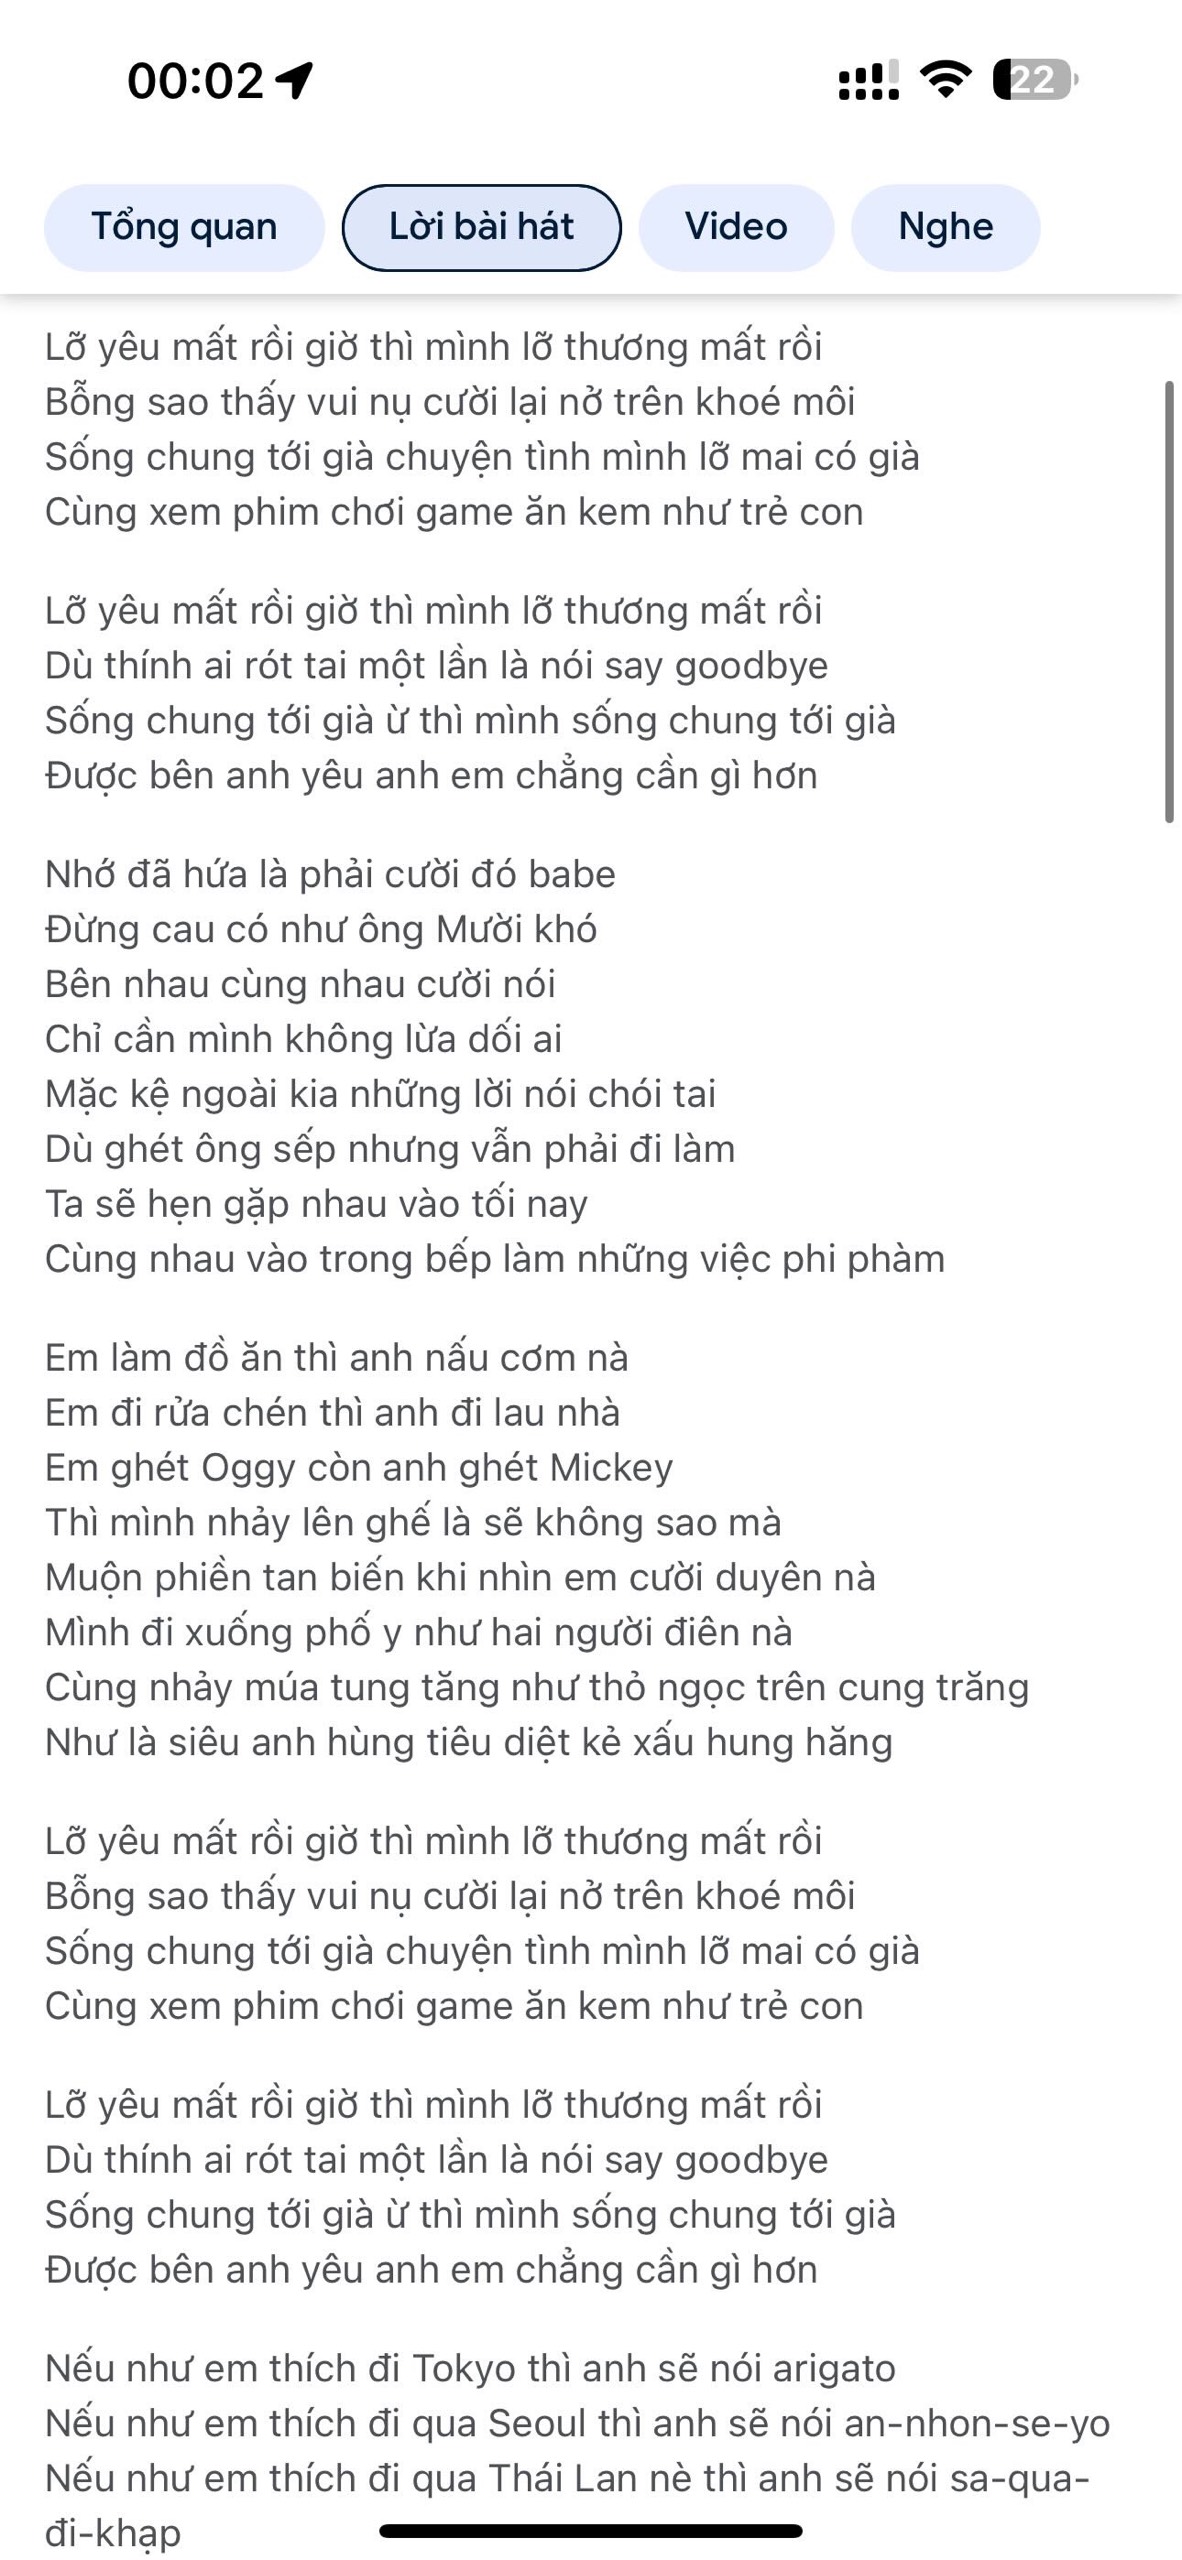 00:02
22
Tổng quan
Lời bài hát
Video
Nghe
Lỡ yêu mất rồi giờ thì mình lỡ thương mất rồi
Bỗng sao thấy vui nụ cười lại nở trên khoé môi
Sống chung tới già chuyện tình mình lỡ mai có già
Cùng xem phim chơi game ăn kem như trẻ con
Lỡ yêu mất rồi giờ thì mình lỡ thương mất rồi
Dù thính ai rót tai một lần là nói say goodbye
Sống chung tới già ừ thì mình sống chung tới già
Được bên anh yêu anh em chẳng cần gì hơn
Nhớ đã hứa là phải cười đó babe
Đừng cau có như ông Mười khó
Bên nhau cùng nhau cười nói
Chỉ cần mình không lừa dối ai
Mặc kệ ngoài kia những lời nói chói tai
Dù ghét ông sếp nhưng vẫn phải đi làm
Ta sẽ hẹn gặp nhau vào tối nay
Cùng nhau vào trong bếp làm những việc phi phàm
Em làm đồ ăn thì anh nấu cơm nà
Em đi rửa chén thì anh đi lau nhà
Em ghét Oggy còn anh ghét Mickey
Thì mình nhảy lên ghế là sẽ không sao mà
Muộn phiền tan biến khi nhìn em cười duyên nà
Mình đi xuống phố y như hai người điên nà
Cùng nhảy múa tung tăng như thỏ ngọc trên cung trăng
Như là siêu anh hùng tiêu diệt kẻ xấu hung hăng
Lỡ yêu mất rồi giờ thì mình lỡ thương mất rồi
Bỗng sao thấy vui nụ cười lại nở trên khoé môi
Sống chung tới già chuyện tình mình lỡ mai có già
Cùng xem phim chơi game ăn kem như trẻ con
Lỡ yêu mất rồi giờ thì mình lỡ thương mất rồi
Dù thính ai rót tai một lần là nói say goodbye
Sống chung tới già ừ thì mình sống chung tới già
Được bên anh yêu anh em chẳng cần gì hơn
Nếu như em thích đi Tokyo thì anh sẽ nói arigato
Nếu như em thích đi qua Seoul thì anh sẽ nói an-nhon-se-yo
Nếu như em thích đi qua Thái Lan nè thì anh sẽ nói sa-qua-
đi-khạp